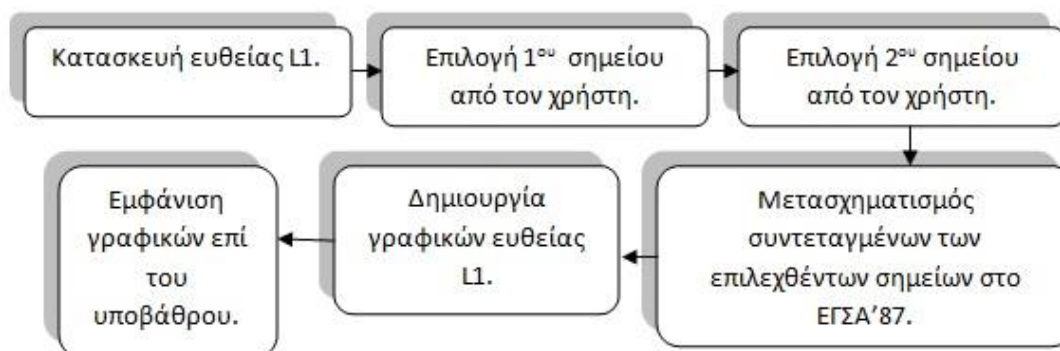 Κατασκευή ευθείας L1.
Επιλογή 1ου σημείου
από τον χρήστη.
Επιλογή 2ου σημείου
από τον χρήστη.
Μετασχηματισμός
συντεταγμένων των
επιλεχθέντων σημείων στο
ΕΓΣΑ’87.
Δημιουργία
γραφικών ευθείας
L1.
Εμφάνιση
γραφικών επί
του
υποβάθρου.